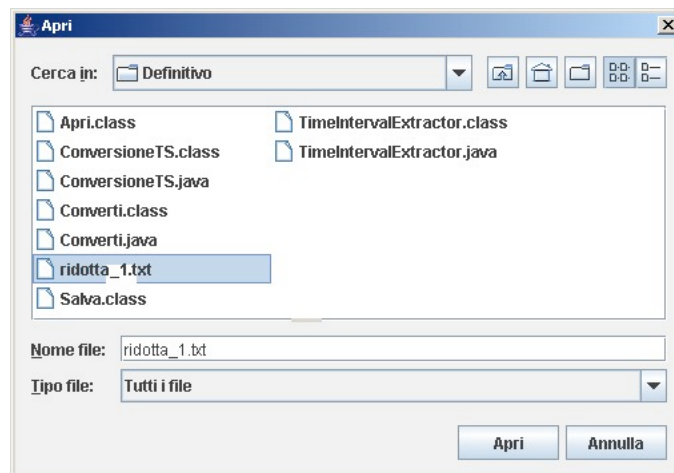 Apri
Cerca in: Definitivo
Apri.class
ConversioneTS.class
ConversioneTS.java
Converti.class
Converti.java
ridotta_1.txt
Salva.class
TimeIntervalExtractor.class
TimeIntervalExtractor.java
Nome file: ridotta_1.txt
Tipo file: Tutti i file
Apri Annulla